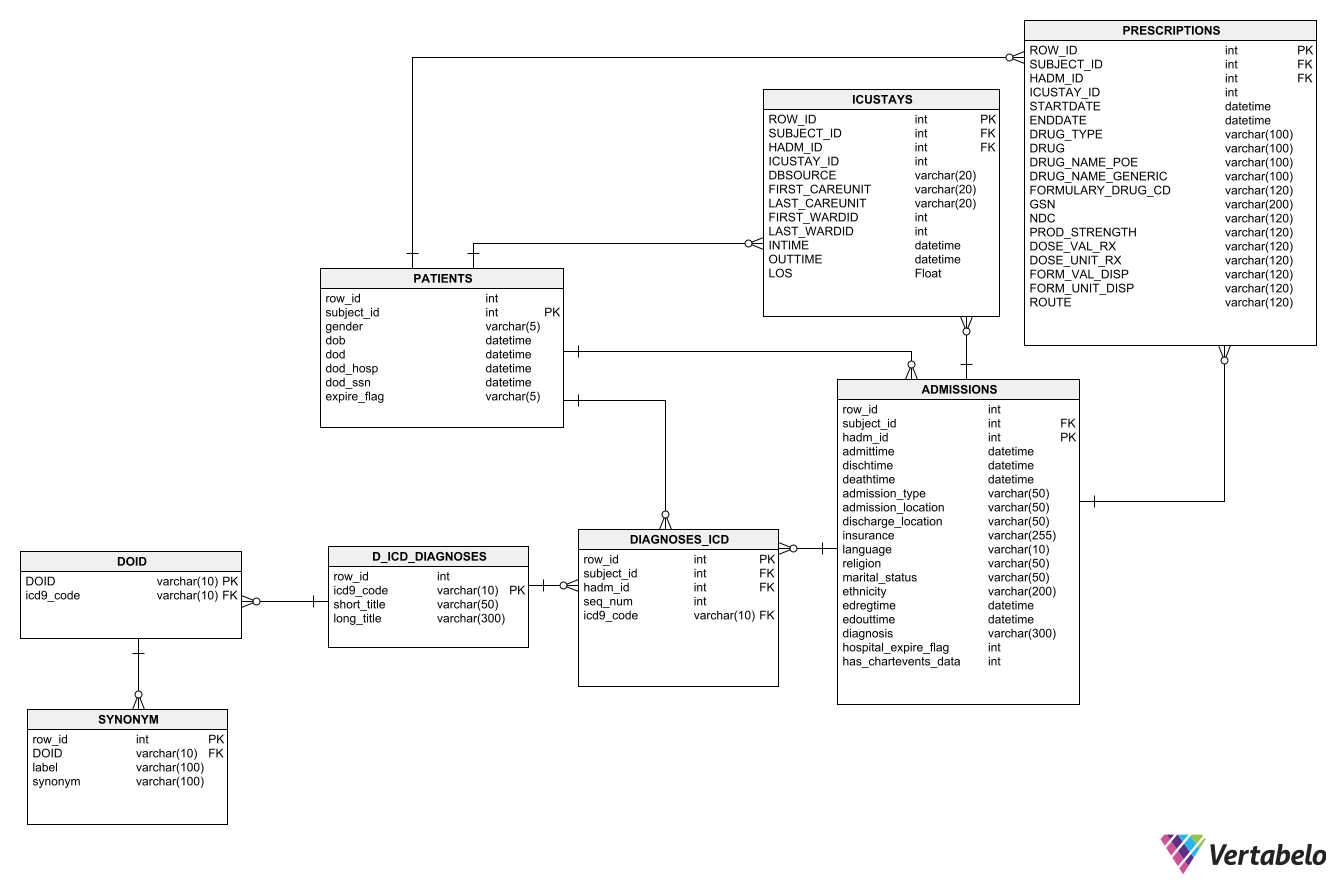 PRESCRIPTIONS
ROW_ID int PK
SUBJECT_ID int FK
HADM_ID int FK
ICUSTAY_ID int
STARTDATE datetime
ENDDATE datetime
DRUG_TYPE varchar(100)
DRUG varchar(100)
DRUG_NAME_POE varchar(100)
DRUG_NAME_GENERIC varchar(100)
FORMULARY_DRUG_CD varchar(120)
GSN varchar(200)
NDC varchar(120)
PROD_STRENGTH varchar(120)
DOSE_VAL_RX varchar(120)
DOSE_UNIT_RX varchar(120)
FORM_VAL_DISP varchar(120)
FORM_UNIT_DISP varchar(120)
ROUTE varchar(120)
ICUSTAYS
ROW_ID int PK
SUBJECT_ID int FK
HADM_ID int FK
ICUSTAY_ID int
DBSOURCE varchar(20)
FIRST_CAREUNIT varchar(20)
LAST_CAREUNIT varchar(20)
FIRST_WARDID int
LAST_WARDID int
INTIME datetime
OUTTIME datetime
LOS Float
PATIENTS
row_id int
subject_id int PK
gender varchar(5)
dob datetime
dod datetime
dod_hosp datetime
dod_ssn datetime
expire_flag varchar(5)
ADMISSIONS
row_id int
subject_id int FK
hadm_id int PK
admittime datetime
dischtime datetime
deathtime datetime
admission_type varchar(50)
admission_location varchar(50)
discharge_location varchar(50)
insurance varchar(255)
language varchar(10)
religion varchar(50)
marital_status varchar(50)
ethnicity varchar(200)
edregtime datetime
edouttime datetime
diagnosis varchar(300)
hospital_expire_flag int
has_chartevents_data int
DIAGNOSES_ICD
row_id int PK
subject_id int FK
hadm_id int FK
seq_num int
icd9_code varchar(10) FK
D_ICD_DIAGNOSES
row_id int
icd9_code varchar(10) PK
short_title varchar(50)
long_title varchar(300)
DOID
DOID varchar(10) PK
icd9_code varchar(10) FK
SYNONYM
row_id int PK
DOID varchar(10) FK
label varchar(100)
synonym varchar(100)
Vertabelo